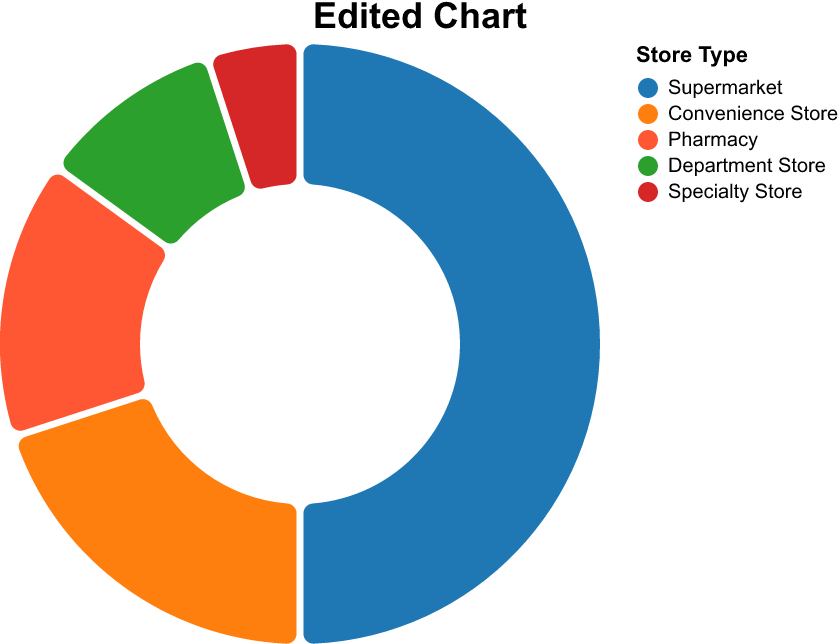 Edited Chart
Store Type
Supermarket
Convenience Store
Pharmacy
Department Store
Specialty Store